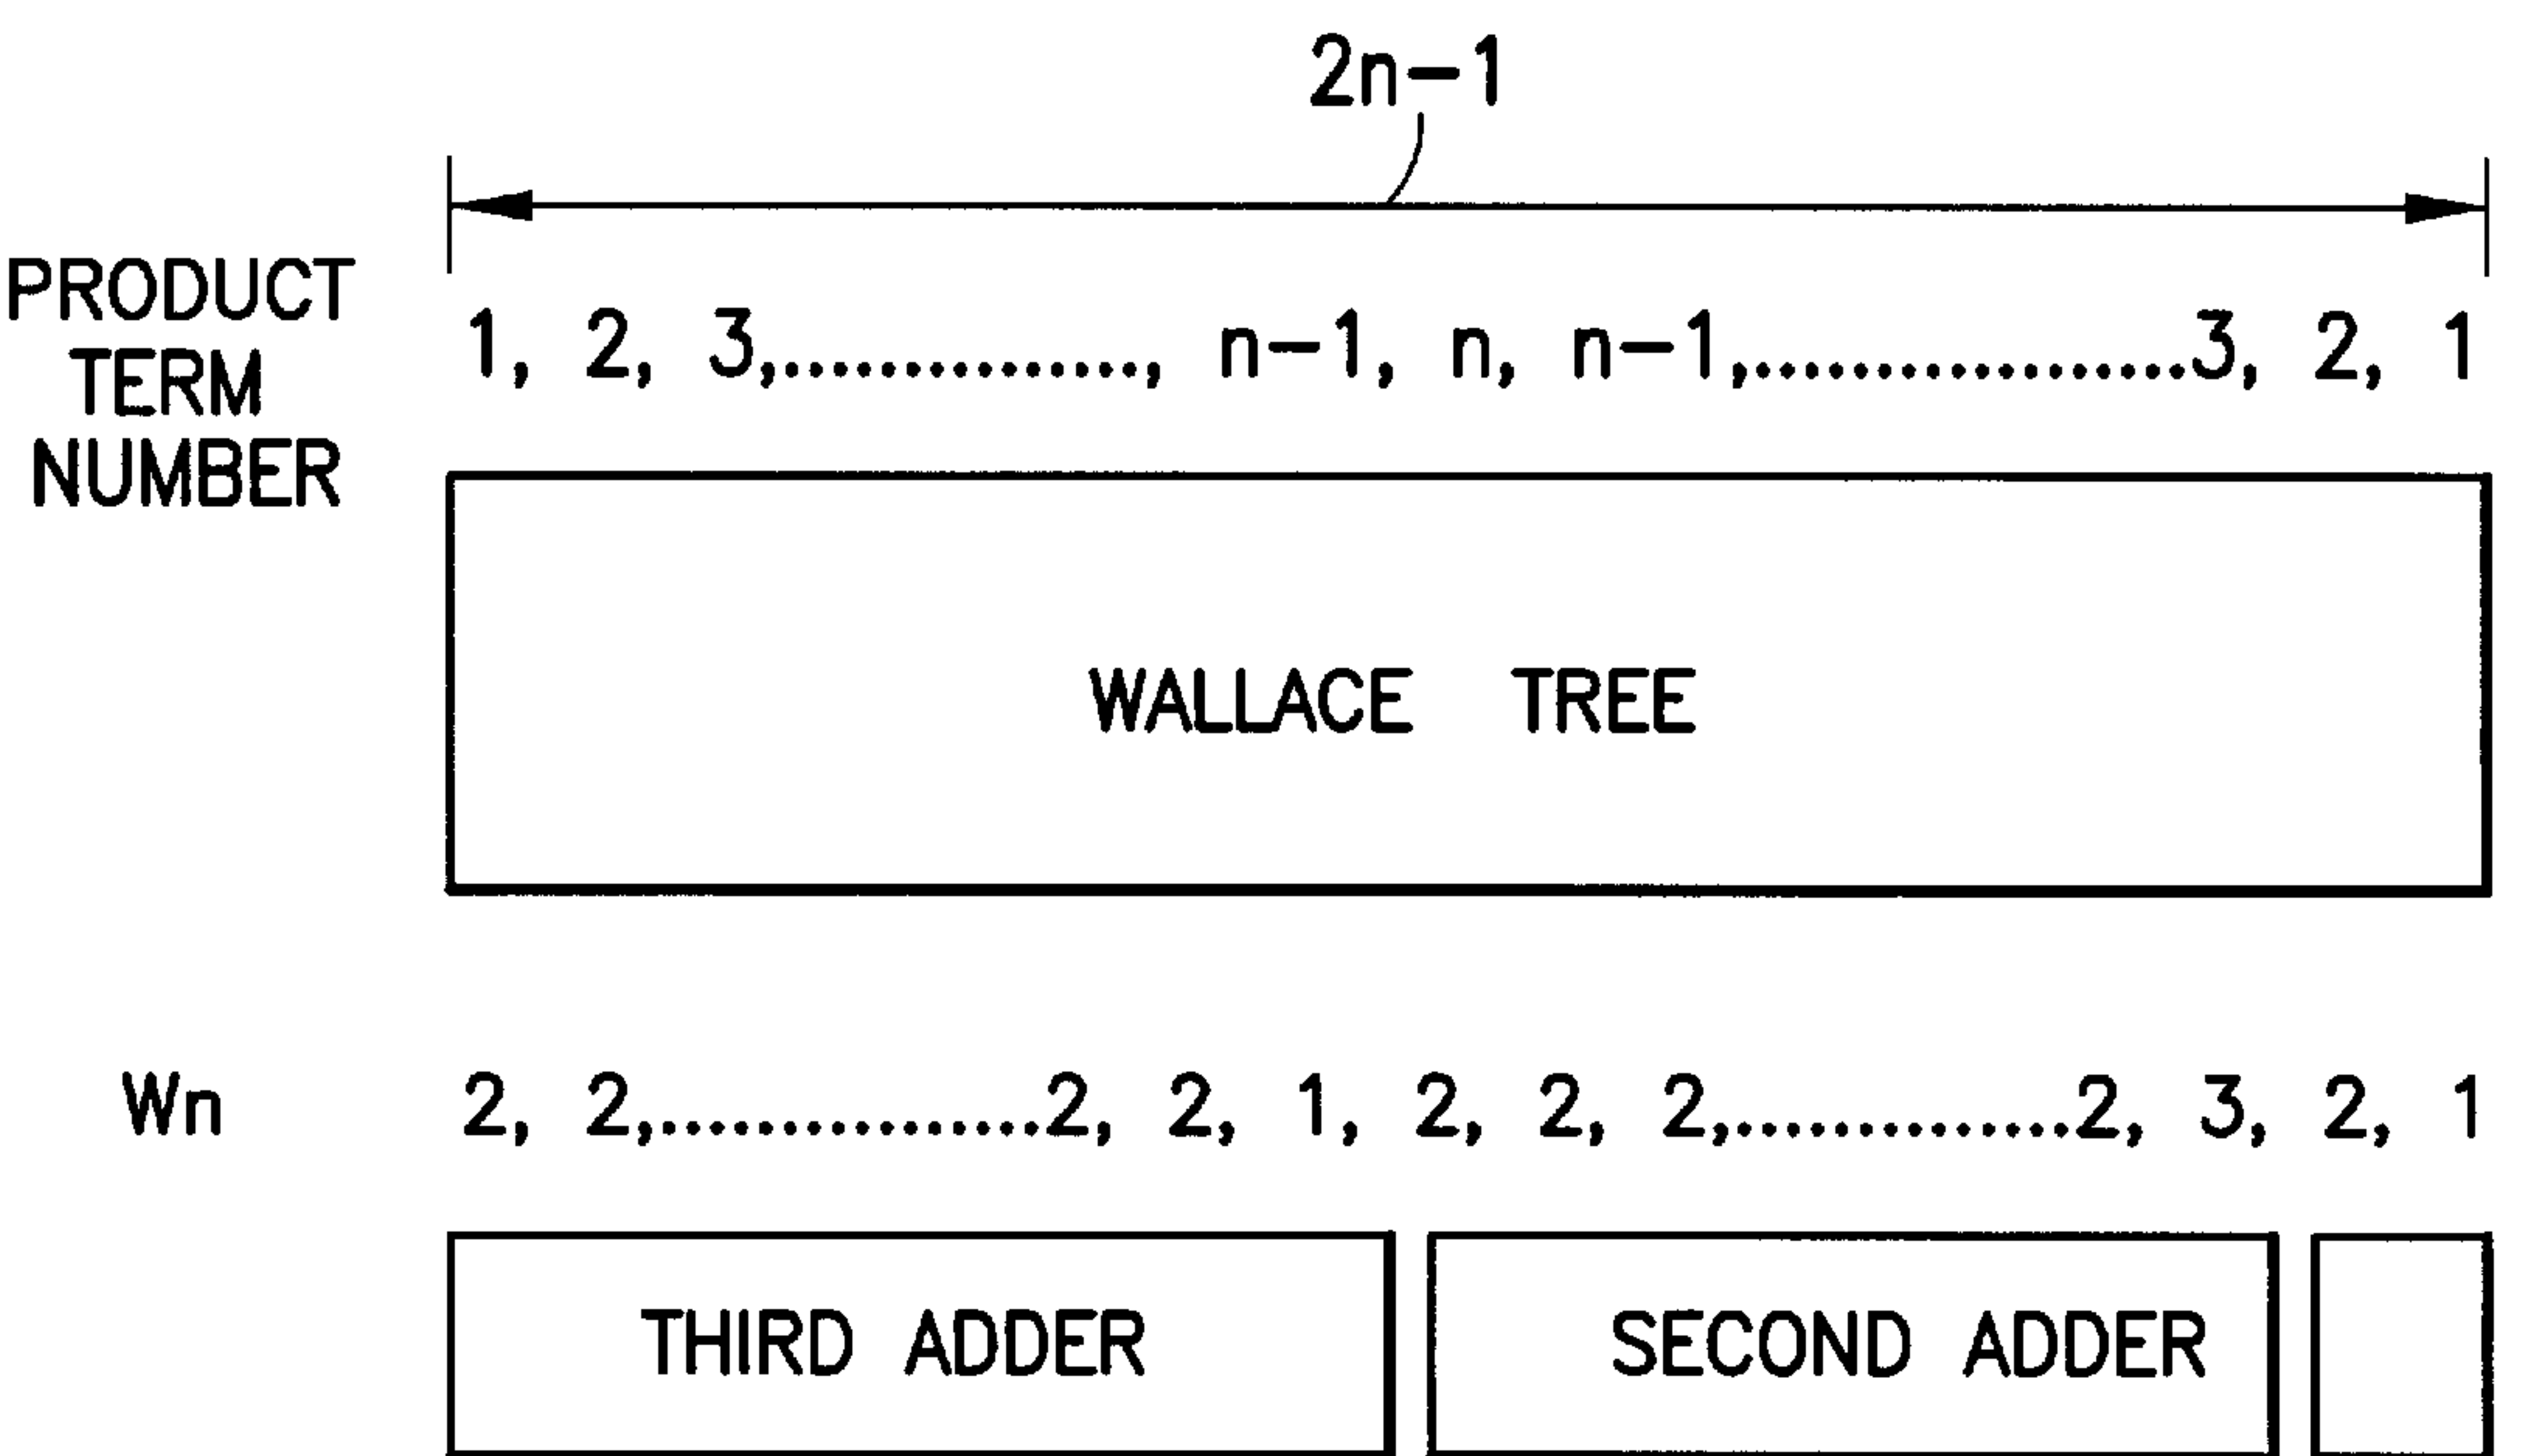 2n-1
PRODUCT
TERM
NUMBER
1, 2, 3,..............., n-1, n, n-1,..................3, 2, 1
WALLACE TREE
Wn
2, 2,................2, 2, 1, 2, 2, 2,..............2, 3, 2, 1
THIRD ADDER
SECOND ADDER